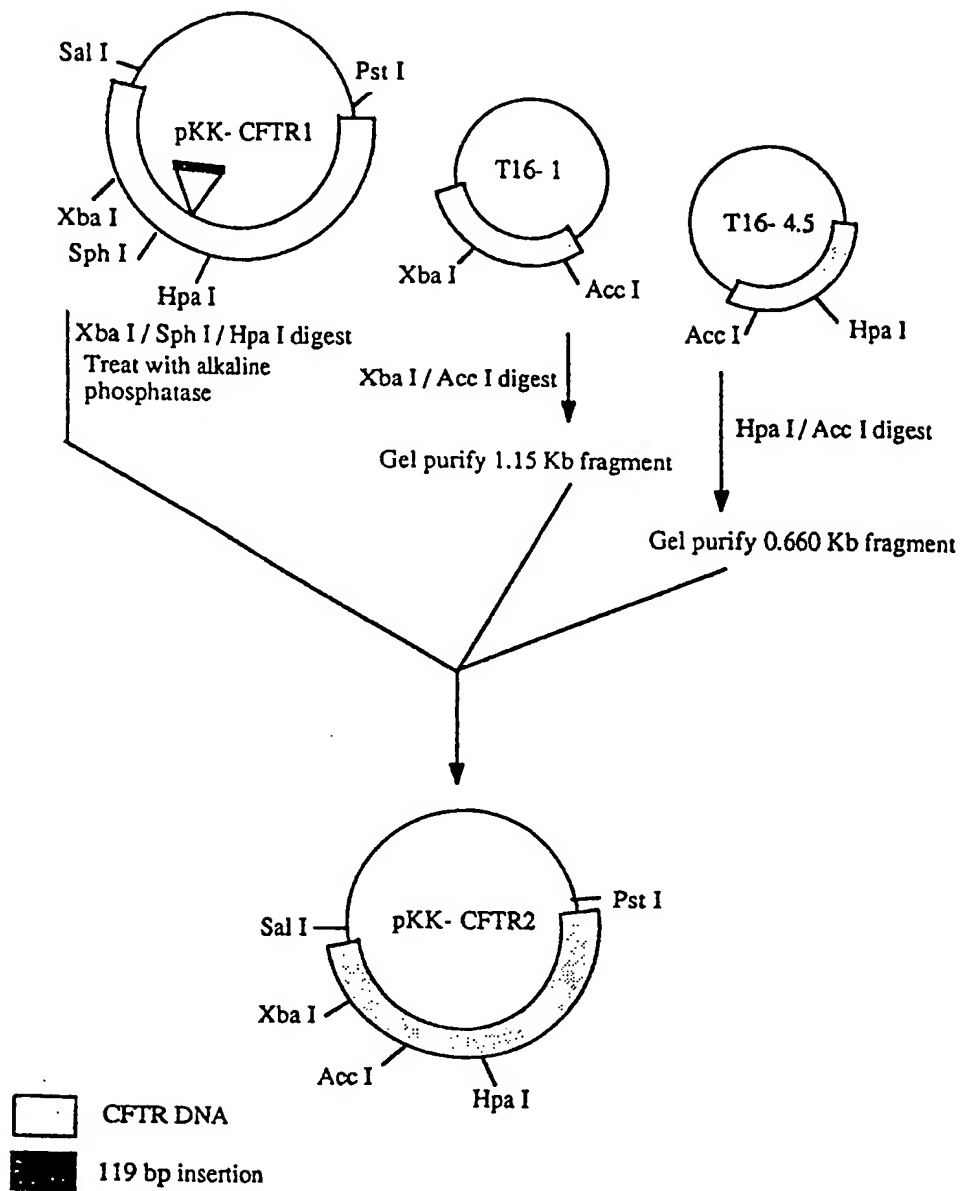 Sal I
Pst I
pKK- CFTR1
Xba I
Sph I
Hpa I
T16- 1
Xba I
Acc I
T16- 4.5
Acc I
Hpa I
Xba I / Sph I / Hpa I digest
Treat with alkaline
phosphatase
Xba I / Acc I digest
Gel purify 1.15 Kb fragment
Hpa I / Acc I digest
Gel purify 0.660 Kb fragment
Sal I
Pst I
pKK- CFTR2
Xba I
Acc I
Hpa I
CFTR DNA
119 bp insertion